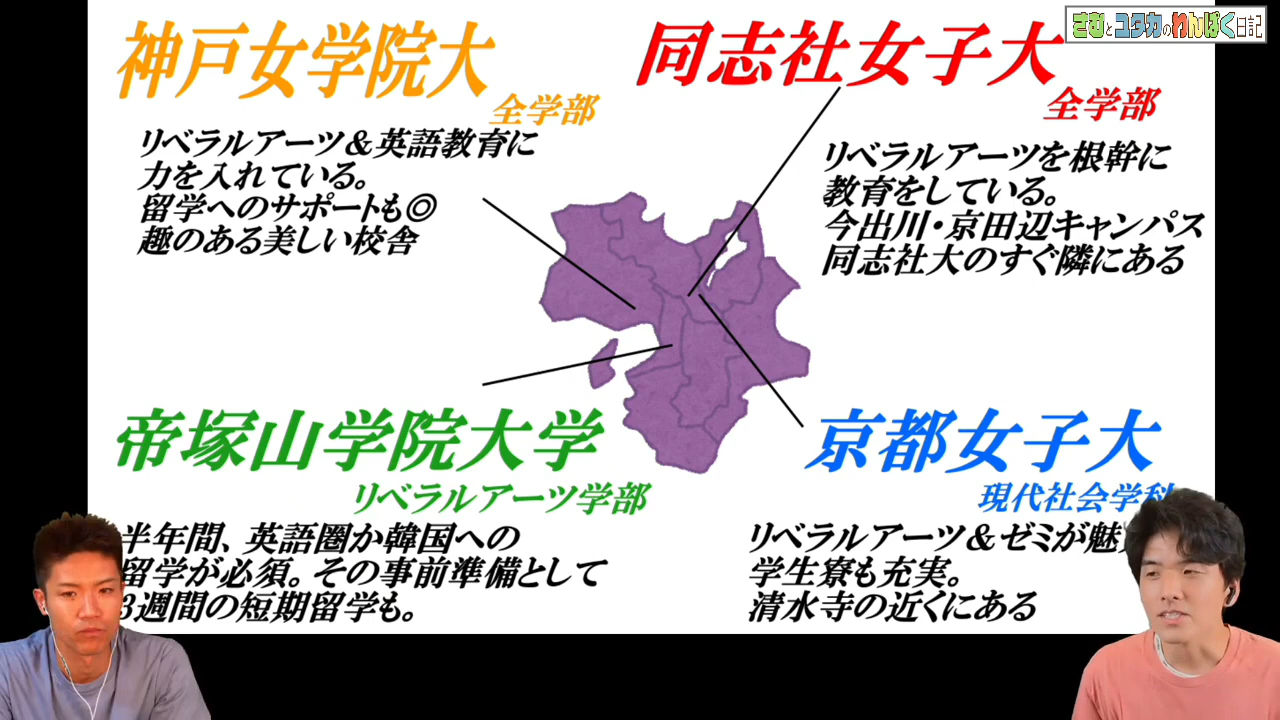 さむとユタカのわんぱく日記
神戸女学院大
全学部
リベラルアーツ&英語教育に
力を入れている。
留学へのサポートも◎
趣のある美しい校舎
同志社女子大
全学部
リベラルアーツを根幹に
教育をしている。
今出川・京田辺キャンパス
同志社大のすぐ隣にある
帝塚山学院大学
リベラルアーツ学部
半年間、英語圏か韓国への
留学が必須。その事前準備として
3週間の短期留学も。
京都女子大
現代社会学科
リベラルアーツ&ゼミが魅
学生寮も充実。
清水寺の近くにある